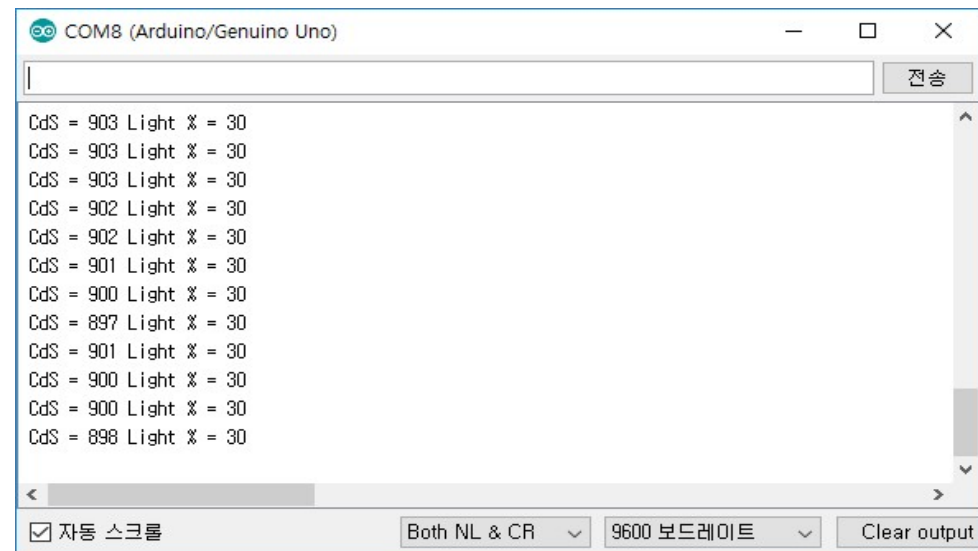 COM8 (Arduino/Genuino Uno)
전송
CdS = 903 Light % = 30
CdS = 903 Light % = 30
CdS = 903 Light % = 30
CdS = 902 Light % = 30
CdS = 902 Light % = 30
CdS = 901 Light % = 30
CdS = 900 Light % = 30
CdS = 897 Light % = 30
CdS = 901 Light % = 30
CdS = 900 Light % = 30
CdS = 900 Light % = 30
CdS = 898 Light % = 30
자동 스크롤 Both NL & CR 9600 보드레이트 Clear output